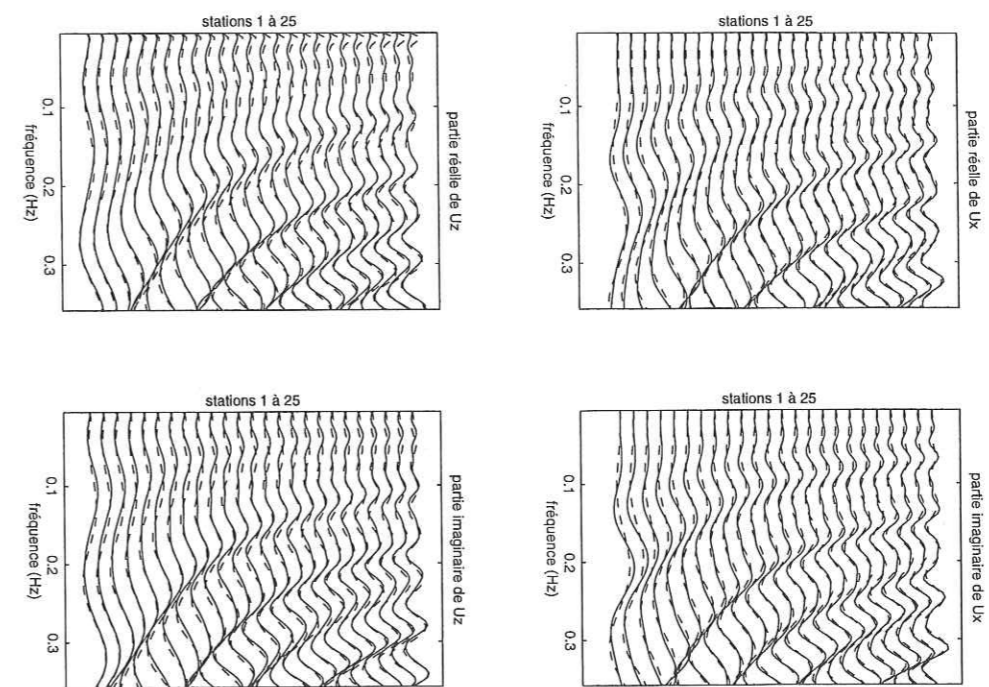 stations 1 à 25
0.1
0.2
0.3
fréquence (Hz)
partie réelle de Uz
stations 1 à 25
0.1
0.2
0.3
fréquence (Hz)
partie réelle de Ux
stations 1 à 25
0.1
0.2
0.3
fréquence (Hz)
partie imaginaire de Uz
stations 1 à 25
0.1
0.2
0.3
fréquence (Hz)
partie imaginaire de Ux